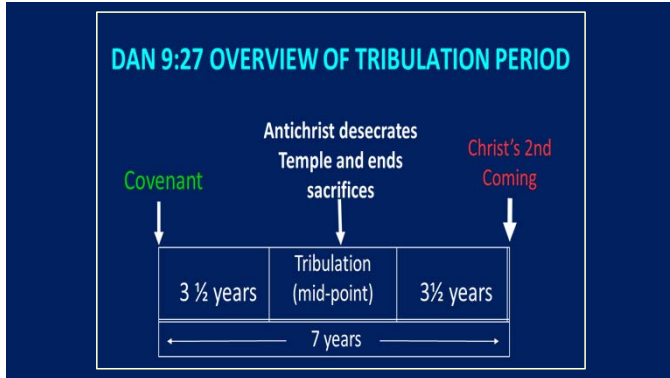 DAN 9:27 OVERVIEW OF TRIBULATION PERIOD
Antichrist desecrates
Temple and ends
sacrifices
Covenant
Christ's 2nd
Coming
3 ½ years
Tribulation
(mid-point)
3½ years
7 years